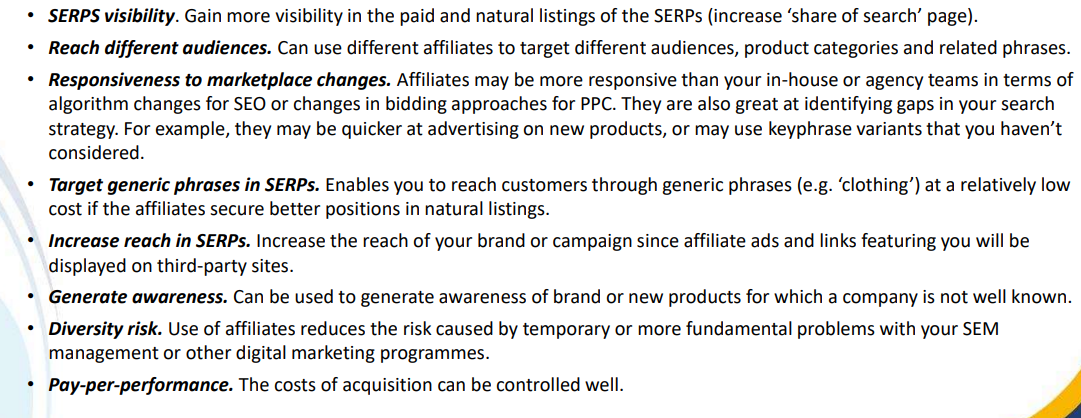 • SERPS visibility. Gain more visibility in the paid and natural listings of the SERPs (increase ‘share of search’ page).
• Reach different audiences. Can use different affiliates to target different audiences, product categories and related phrases.
• Responsiveness to marketplace changes. Affiliates may be more responsive than your in-house or agency teams in terms of
algorithm changes for SEO or changes in bidding approaches for PPC. They are also great at identifying gaps in your search
strategy. For example, they may be quicker at advertising on new products, or may use keyphrase variants that you haven’t
considered.
• Target generic phrases in SERPs. Enables you to reach customers through generic phrases (e.g. ‘clothing’) at a relatively low
cost if the affiliates secure better positions in natural listings.
• Increase reach in SERPs. Increase the reach of your brand or campaign since affiliate ads and links featuring you will be
displayed on third-party sites.
• Generate awareness. Can be used to generate awareness of brand or new products for which a company is not well known.
• Diversity risk. Use of affiliates reduces the risk caused by temporary or more fundamental problems with your SEM
management or other digital marketing programmes.
• Pay-per-performance. The costs of acquisition can be controlled well.